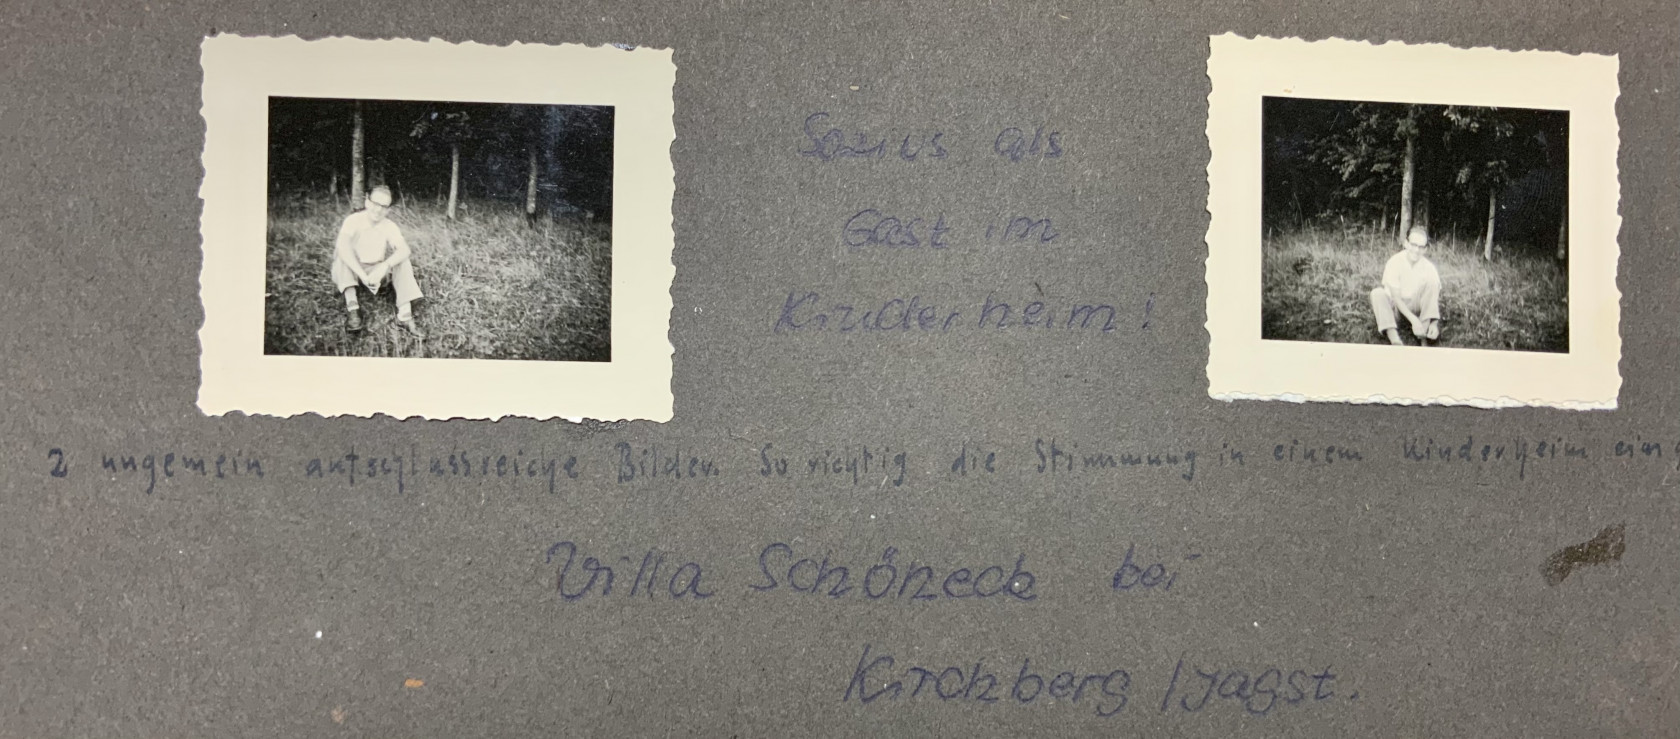 Sozius als
Gast im
Kinderheim!
2 ungemein aufschlussreiche Bilder. So richtig die Stimmung in einem Kinderheim
Villa Schöneck bei
Kirchberg /Jagst.